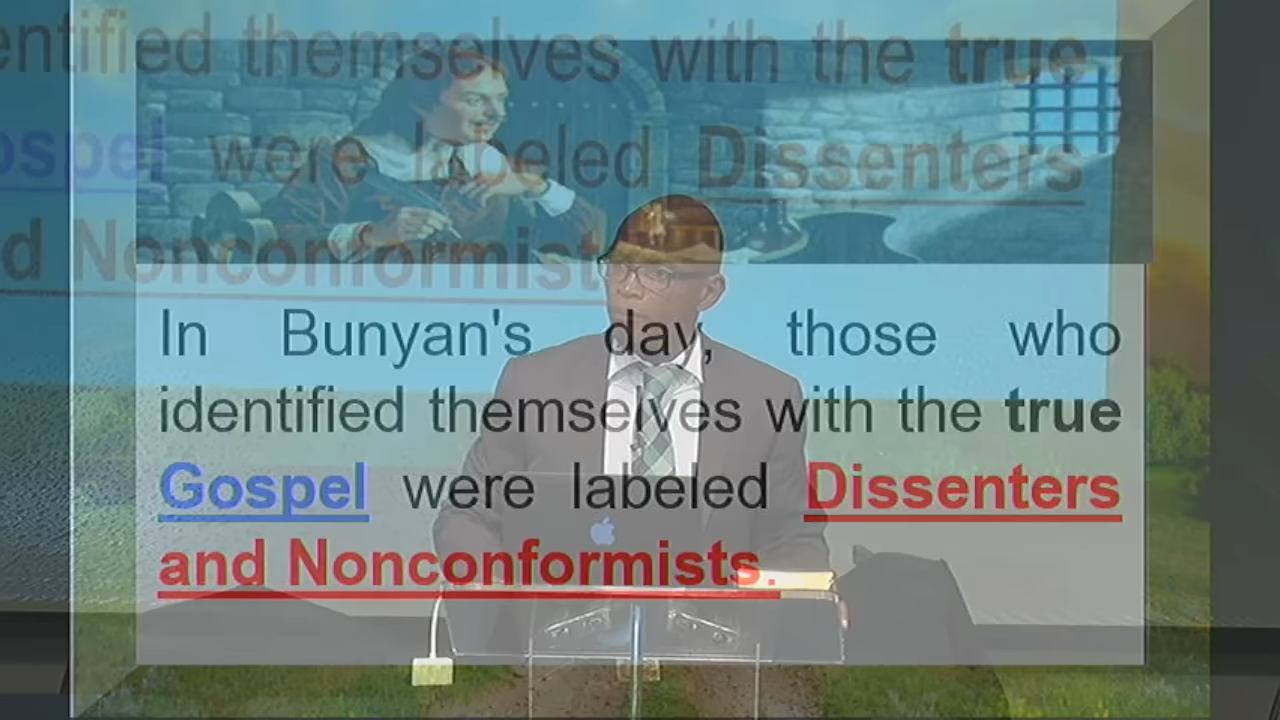 entified themselves with the true
ospel were labeled Dissenters
d Nonconformist
In Bunyan's day, those who
identified themselves with the true
Gospel were labeled Dissenters
and Nonconformists.